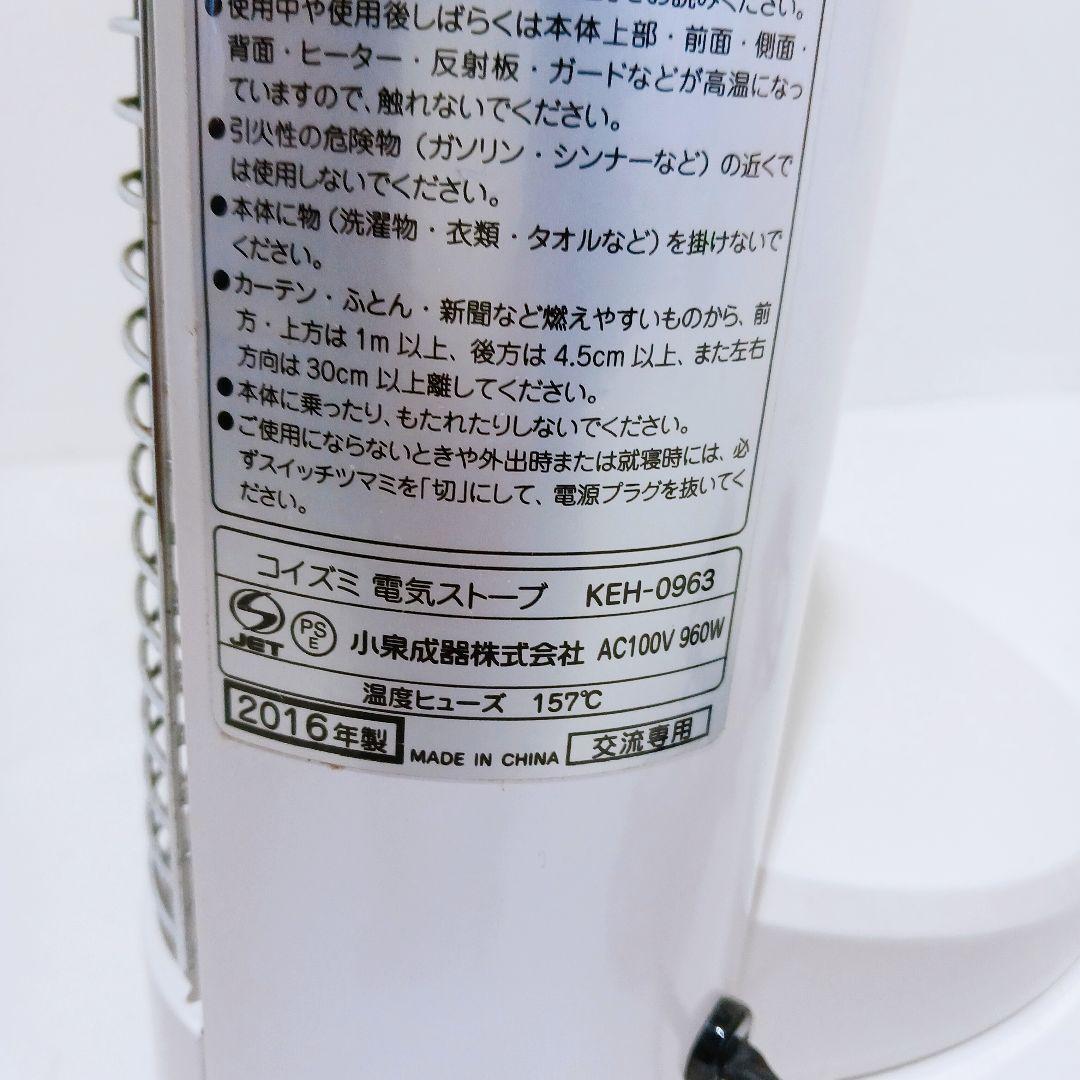 お読みください。
●使用中や使用後しばらくは本体上部・前面・側面・
背面・ヒーター・反射板・ガードなどが高温になっ
ていますので、触れないでください。
●引火性の危険物（ガソリン・シンナーなど）の近くで
は使用しないでください。
●本体に物（洗濯物・衣類・タオルなど）を掛けないで
ください。
●カーテン・ふとん・新聞など燃えやすいものから、前
方・上方は1m以上、後方は4.5cm以上、また左右
方向は30cm以上離してください。
●本体に乗ったり、もたれたりしないでください。
●ご使用にならないときや外出時または就寝時には、必
ずスイッチツマミを「切」にして、電源プラグを抜いてく
ださい。
コイズミ 電気ストーブ KEH-0963
JET PSE 小泉成器株式会社 AC100V 960W
温度ヒューズ 157℃
2016年製 MADE IN CHINA 交流専用